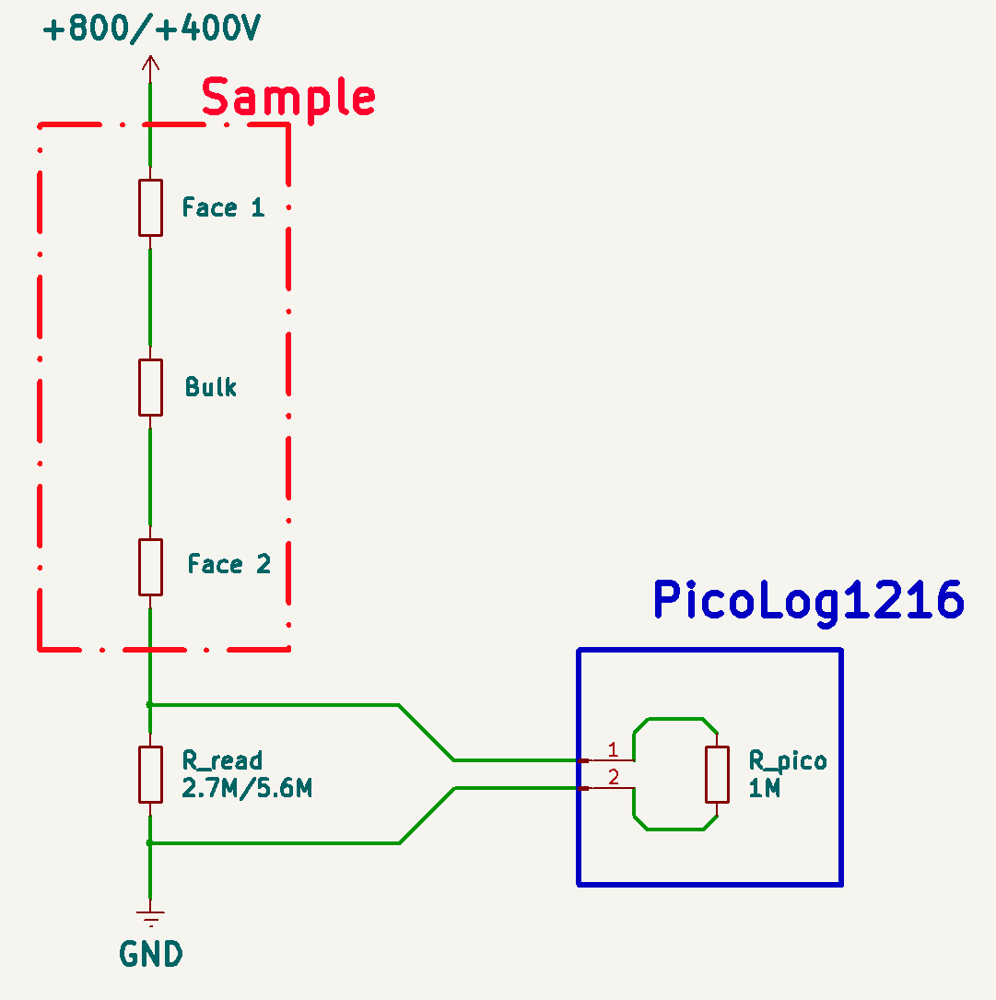 +800/+400V
Sample
Face 1
Bulk
Face 2
PicoLog1216
R_read
2.7M/5.6M
1
2
R_pico
1M
GND